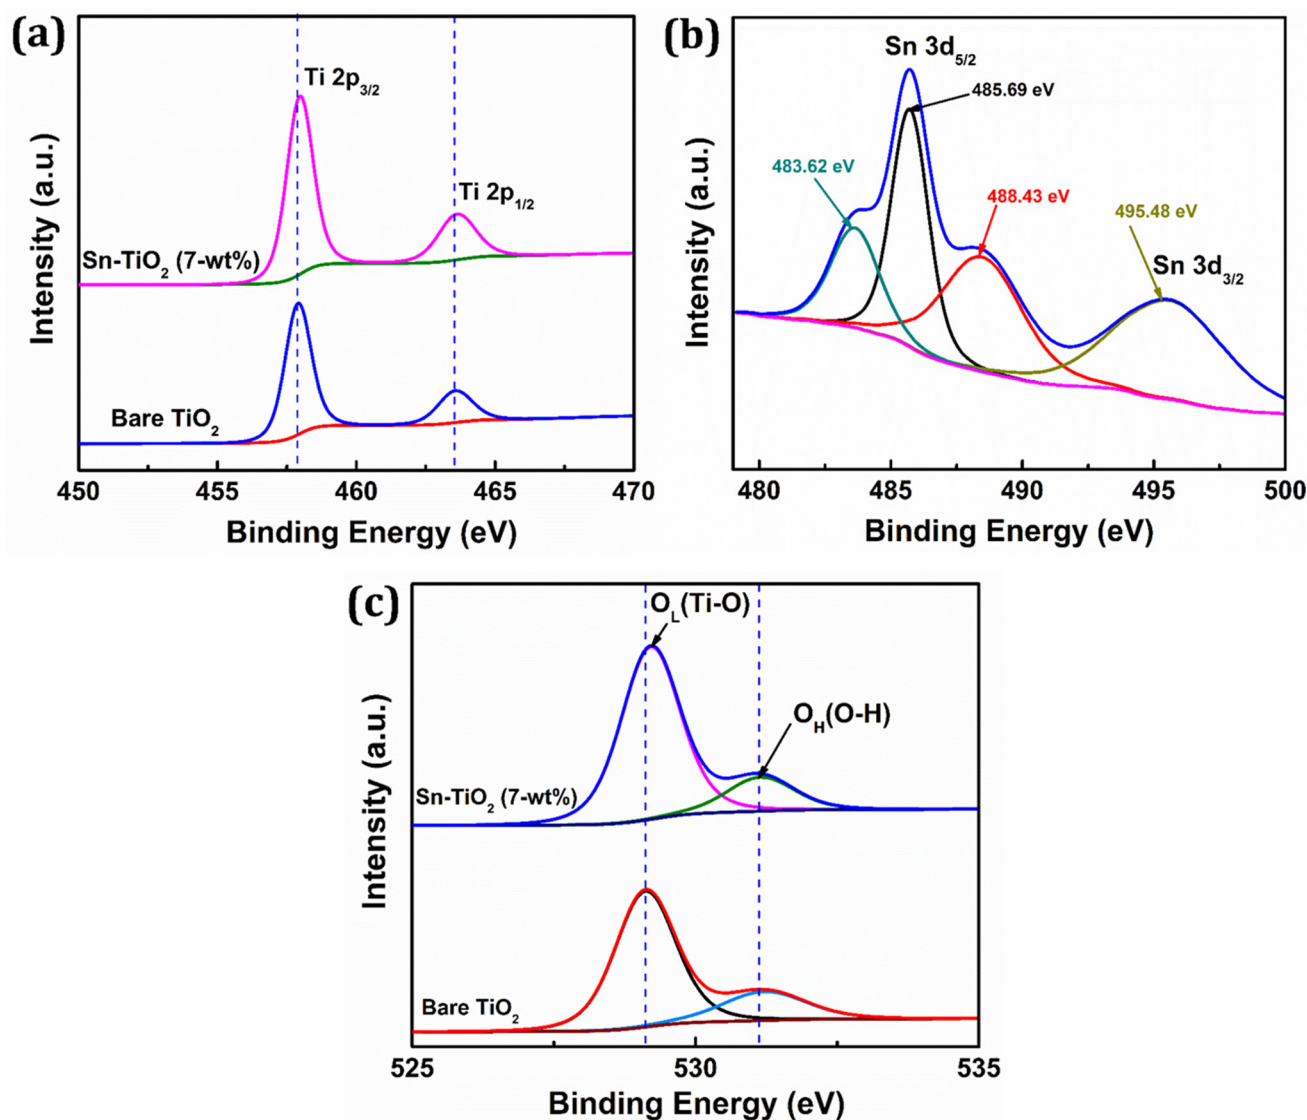 (a)
Ti 2p3/2
Ti 2p1/2
Sn-TiO2 (7-wt%)
Bare TiO2
Intensity (a.u.)
450 455 460 465 470
Binding Energy (eV)
(b)
Sn 3d5/2
485.69 eV
483.62 eV
488.43 eV
495.48 eV
Sn 3d3/2
Intensity (a.u.)
480 485 490 495 500
Binding Energy (eV)
(c)
OL(Ti-O)
OH(O-H)
Sn-TiO2 (7-wt%)
Bare TiO2
Intensity (a.u.)
525 530 535
Binding Energy (eV)